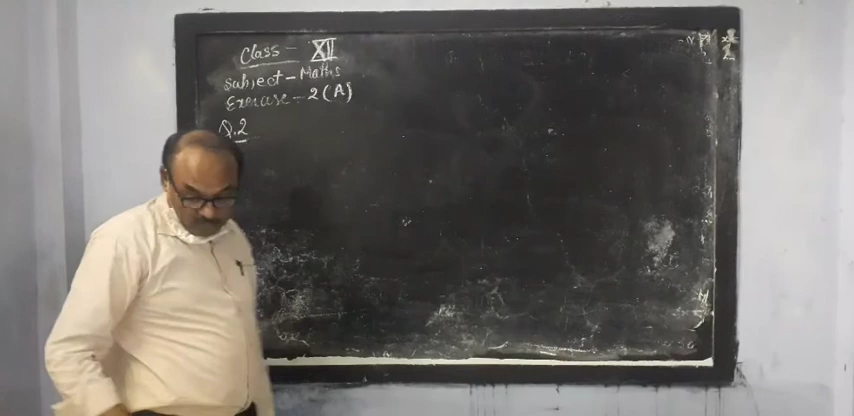 Class - XII
Subject - Maths
Exercise - 2 (A)
Q.2